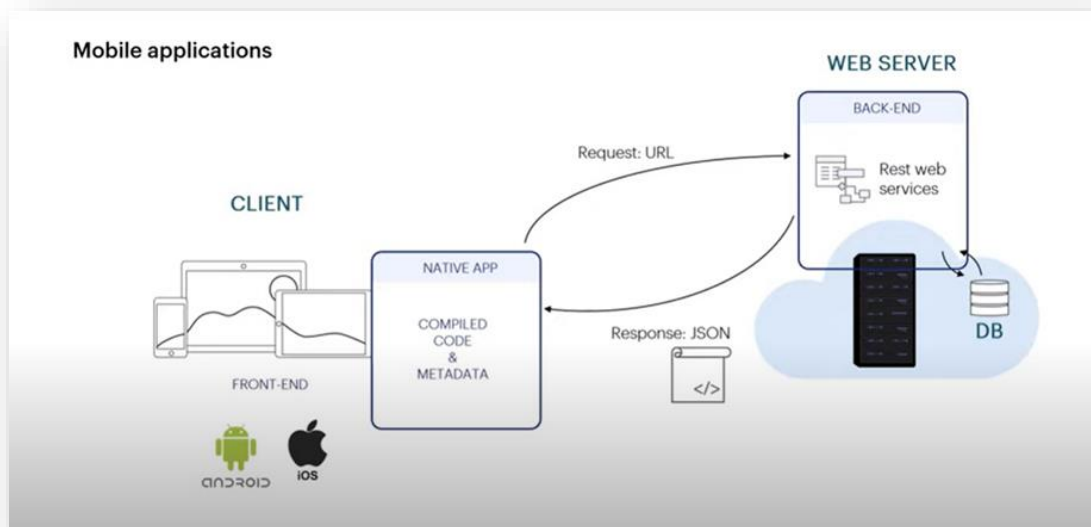 Mobile applications
WEB SERVER
BACK-END
Request: URL
Rest web
services
CLIENT
NATIVE APP
COMPILED
CODE
&
METADATA
Response: JSON
</>
DB
FRONT-END
ANDROID
iOS